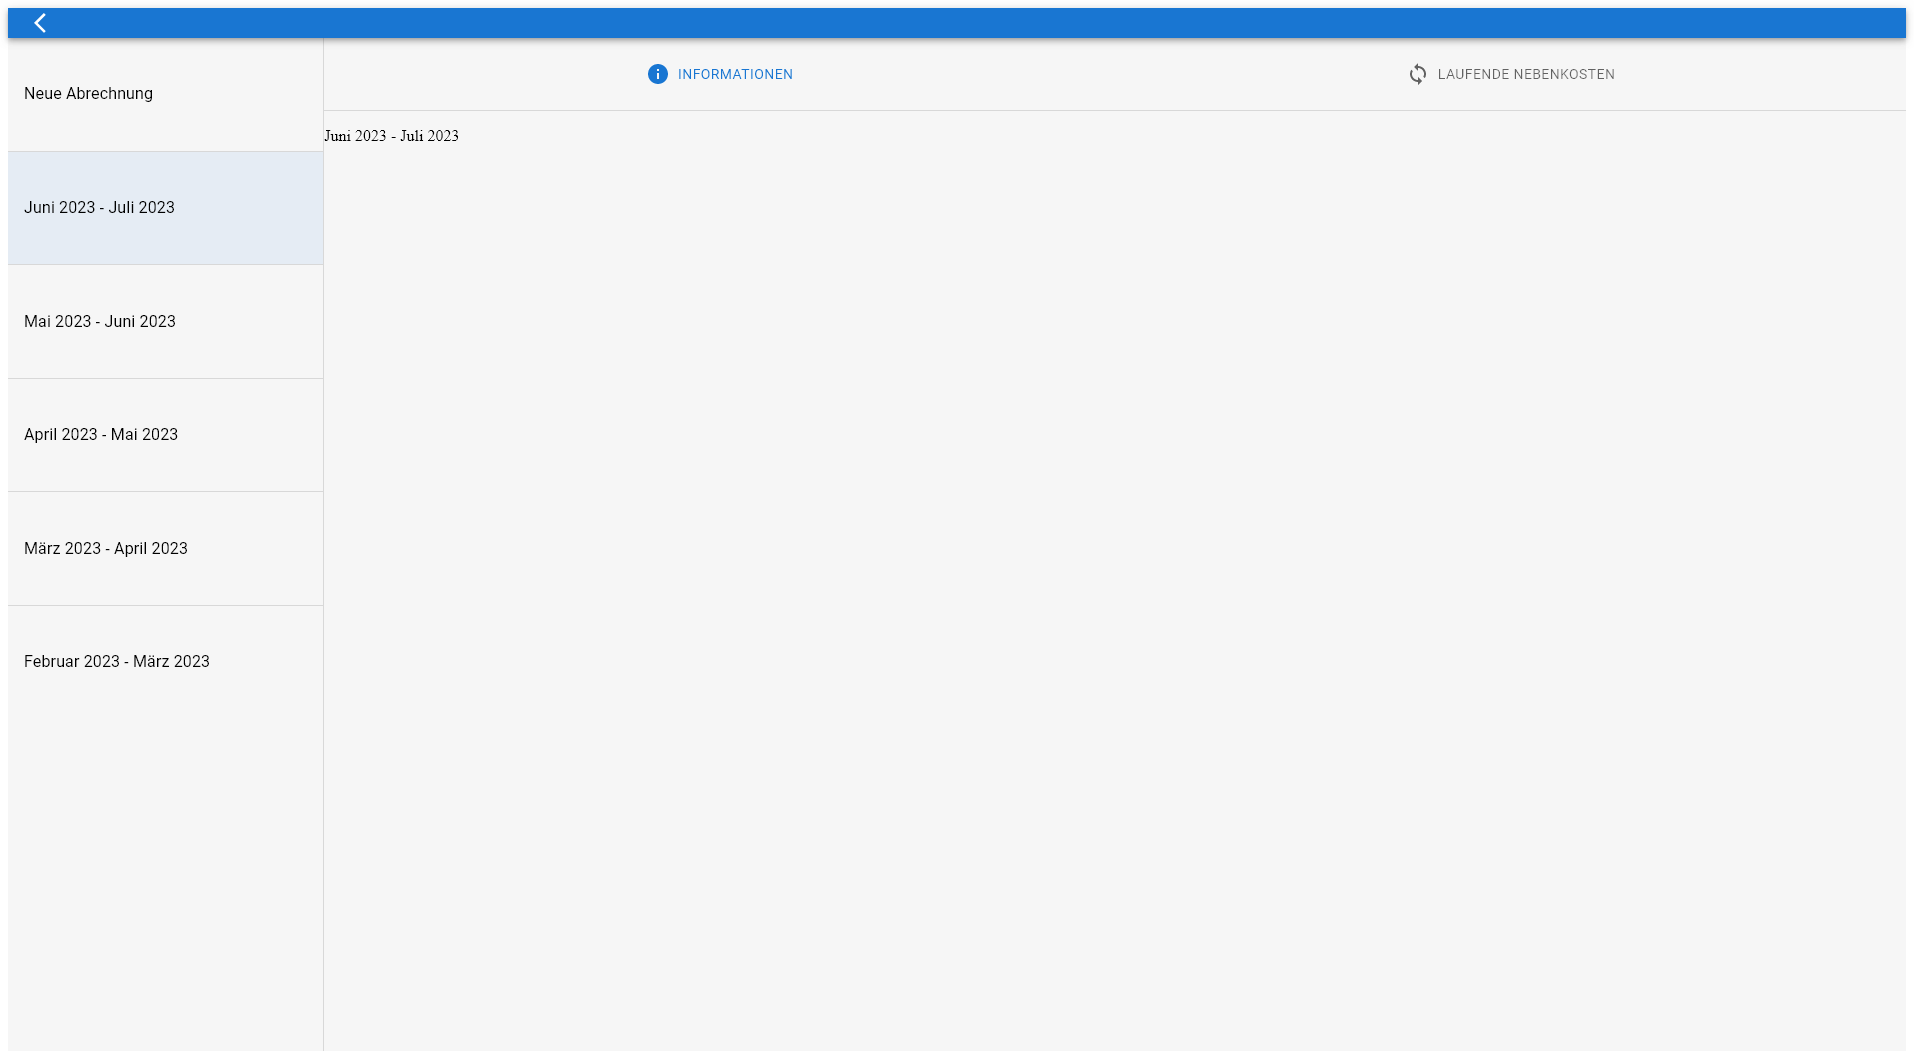 INFORMATIONEN
LAUFENDE NEBENKOSTEN
Neue Abrechnung
Juni 2023 - Juli 2023
Juni 2023 - Juli 2023
Mai 2023 - Juni 2023
April 2023 - Mai 2023
März 2023 - April 2023
Februar 2023 - März 2023